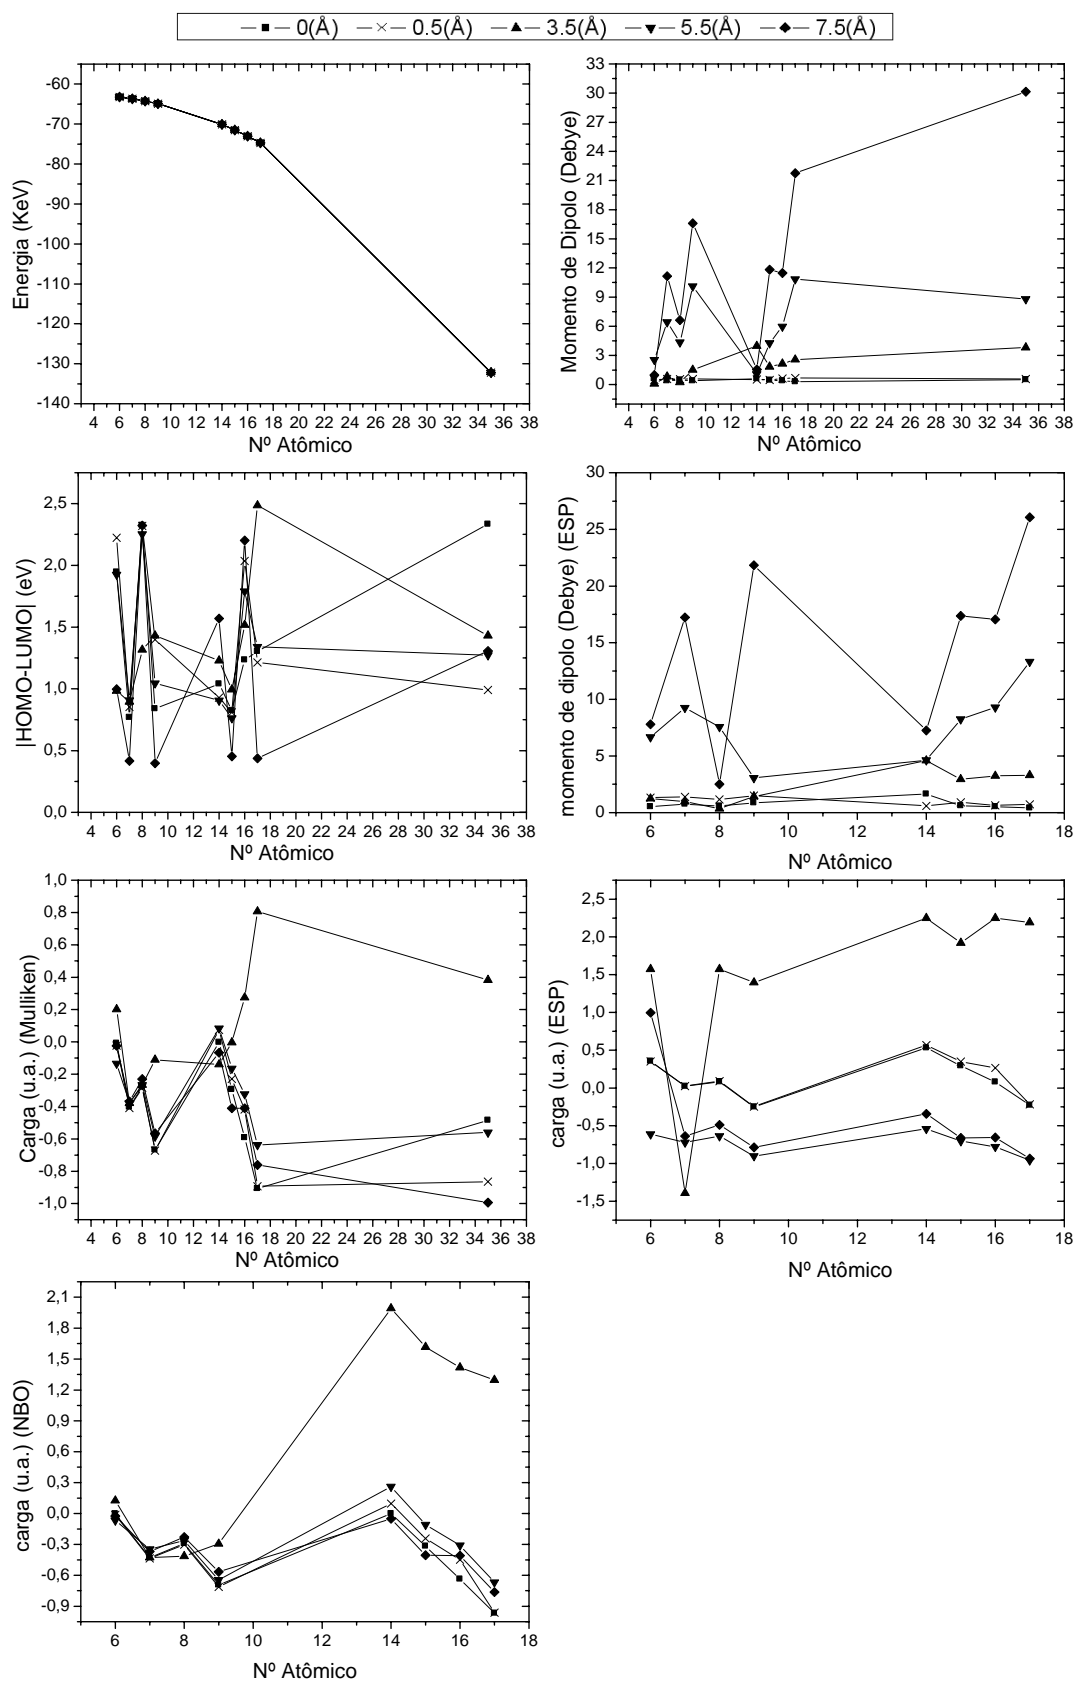 0(Å) 0.5(Å) 3.5(Å) 5.5(Å) 7.5(Å)
Energia (KeV)
-60
-70
-80
-90
-100
-110
-120
-130
-140
4 6 8 10 12 14 16 18 20 22 24 26 28 30 32 34 36 38
Nº Atômico
Momento de Dipolo (Debye)
33
30
27
24
21
18
15
12
9
6
3
0
4 6 8 10 12 14 16 18 20 22 24 26 28 30 32 34 36 38
Nº Atômico
|HOMO-LUMO| (eV)
2,5
2,0
1,5
1,0
0,5
0,0
4 6 8 10 12 14 16 18 20 22 24 26 28 30 32 34 36 38
Nº Atômico
momento de dipolo (Debye) (ESP)
30
25
20
15
10
5
0
6 8 10 12 14 16 18
Nº Atômico
Carga (u.a.) (Mulliken)
1,0
0,8
0,6
0,4
0,2
0,0
-0,2
-0,4
-0,6
-0,8
-1,0
4 6 8 10 12 14 16 18 20 22 24 26 28 30 32 34 36 38
Nº Atômico
carga (u.a.) (ESP)
2,5
2,0
1,5
1,0
0,5
0,0
-0,5
-1,0
-1,5
6 8 10 12 14 16 18
Nº Atômico
carga (u.a.) (NBO)
2,1
1,8
1,5
1,2
0,9
0,6
0,3
0,0
-0,3
-0,6
-0,9
6 8 10 12 14 16 18
Nº Atômico